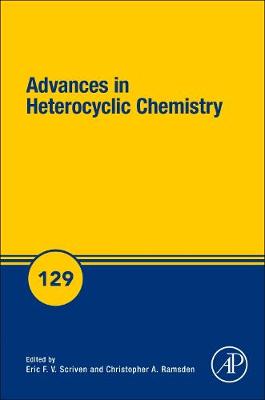 Advances in
Heterocyclic Chemistry
129
Edited by
Eric F. V. Scriven and Christopher A. Ramsden
AP